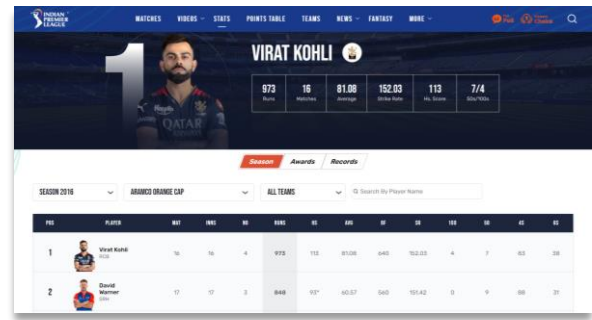 INDIAN
PREMIER
LEAGUE
MATCHES VIDEOS STATS POINTS TABLE TEAMS NEWS FANTASY MORE
1
VIRAT KOHLI
973 16 81.08 152.03 113 7/4
Runs Matches Average Strike Rate Hs. Score 50s/100s
QATAR
Season Awards Records
SEASON 2016 ARAMCO ORANGE CAP ALL TEAMS Search By Player Name
POS PLAYER MAT INNS NO RUNS HS AVG BF SR 100 50 4S 6S
1 Virat Kohli 16 16 4 973 113 81.08 640 152.03 4 7 83 38
RCB
2 David 17 17 3 848 93* 60.57 560 151.42 0 9 88 31
Warner
SRH